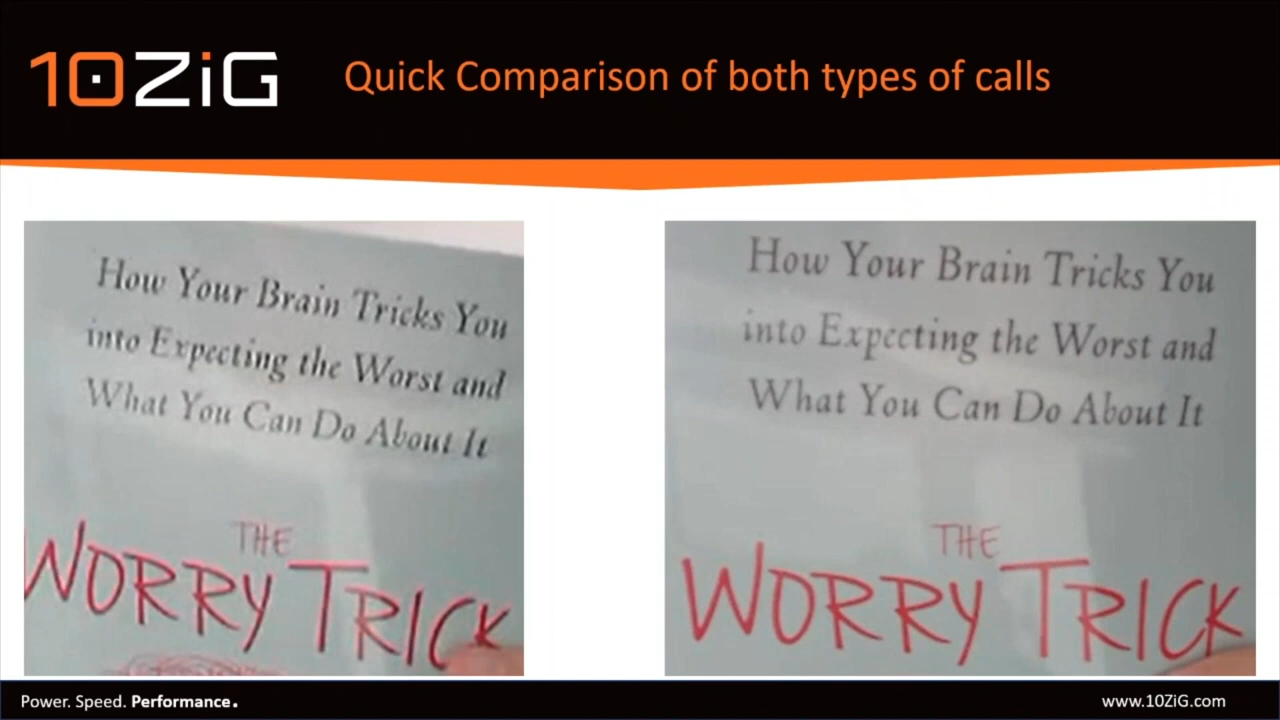 10ZiG
Quick Comparison of both types of calls
How Your Brain Tricks You
into Expecting the Worst and
What You Can Do About It
THE
WORRY TRICK
How Your Brain Tricks You
into Expecting the Worst and
What You Can Do About It
THE
WORRY TRICK
Power. Speed. Performance.
www.10ZiG.com